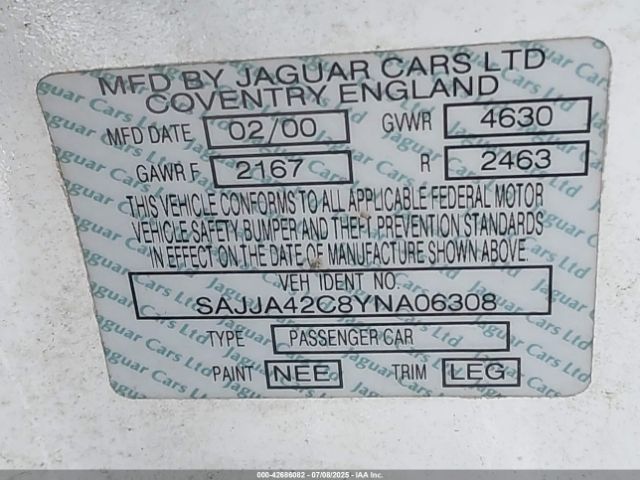 MFD BY JAGUAR CARS LTD
COVENTRY ENGLAND
MFD DATE 02/00 GVWR 4630
GAWR F 2167 R 2463
THIS VEHICLE CONFORMS TO ALL APPLICABLE FEDERAL MOTOR
VEHICLE SAFETY, BUMPER AND THEFT PREVENTION STANDARDS
IN EFFECT ON THE DATE OF MANUFACTURE SHOWN ABOVE.
VEH IDENT NO.
SAJJA42C8YNA06308
TYPE PASSENGER CAR
PAINT NEE TRIM LEG
000-42686082 - 07/08/2025 - IAA Inc.